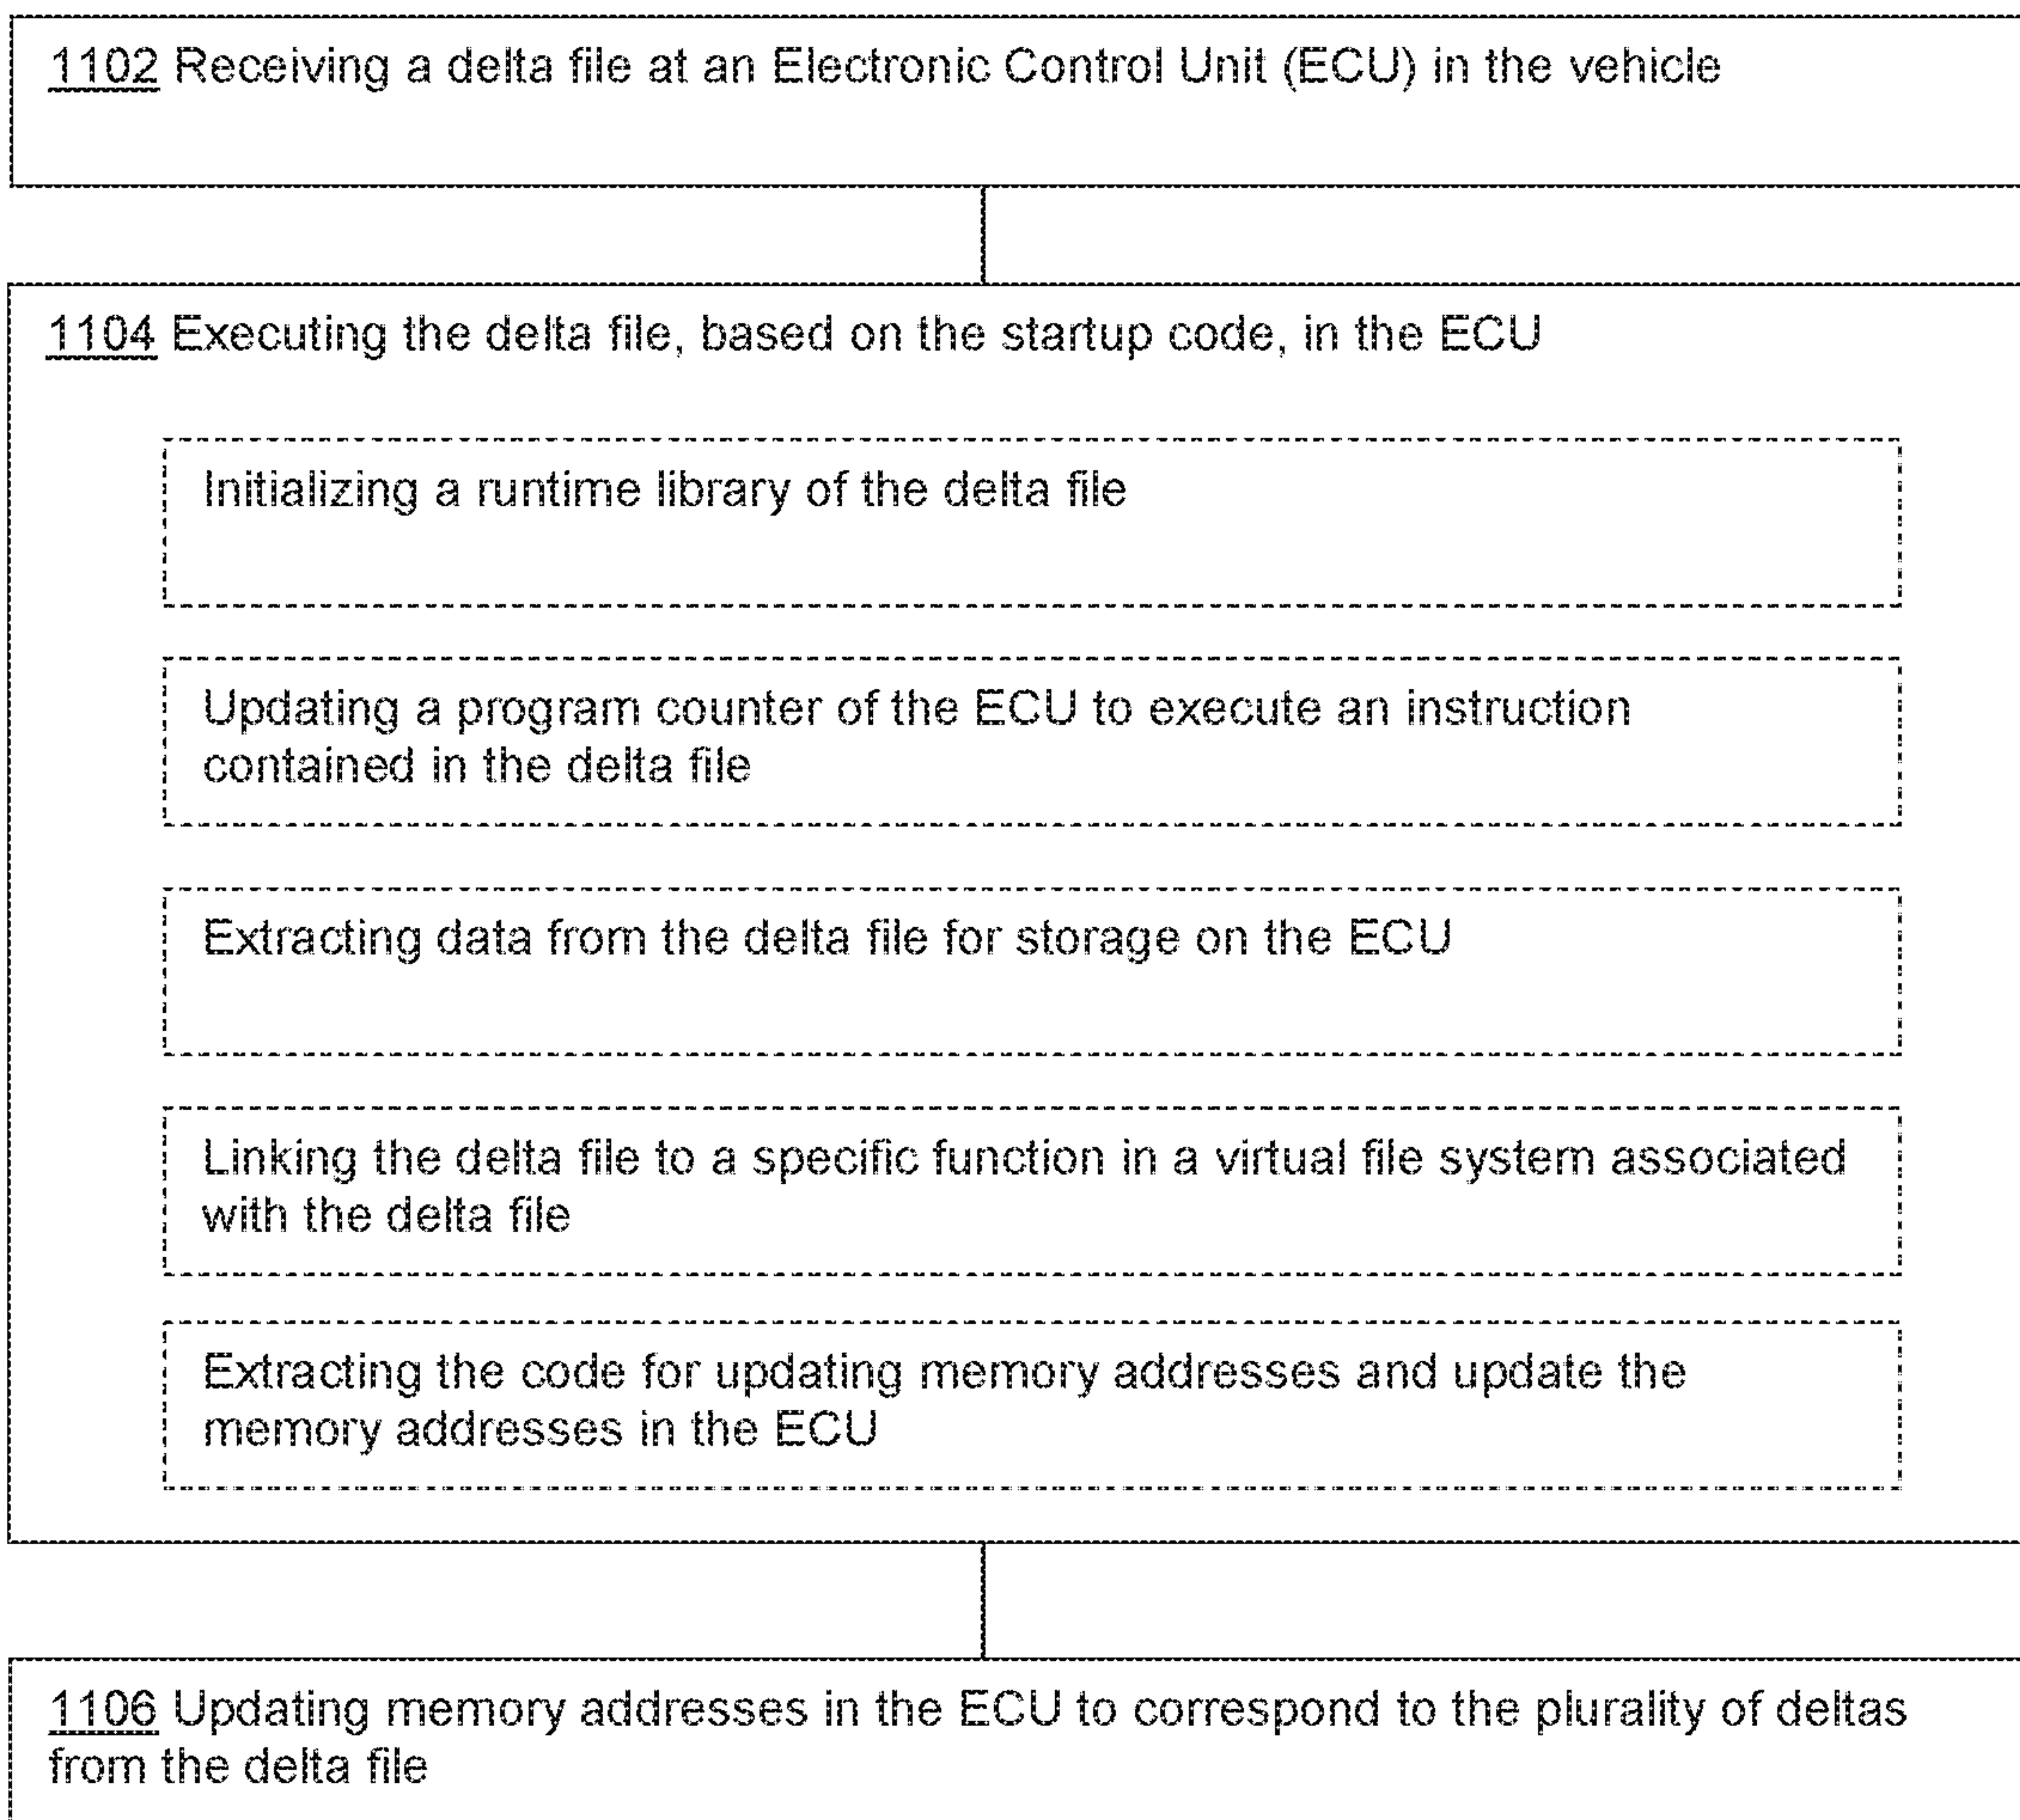 1102 Receiving a delta file at an Electronic Control Unit (ECU) in the vehicle
1104 Executing the delta file, based on the startup code, in the ECU
Initializing a runtime library of the delta file
Updating a program counter of the ECU to execute an instruction
contained in the delta file
Extracting data from the delta file for storage on the ECU
Linking the delta file to a specific function in a virtual file system associated
with the delta file
Extracting the code for updating memory addresses and update the
memory addresses in the ECU
1106 Updating memory addresses in the ECU to correspond to the plurality of deltas
from the delta file